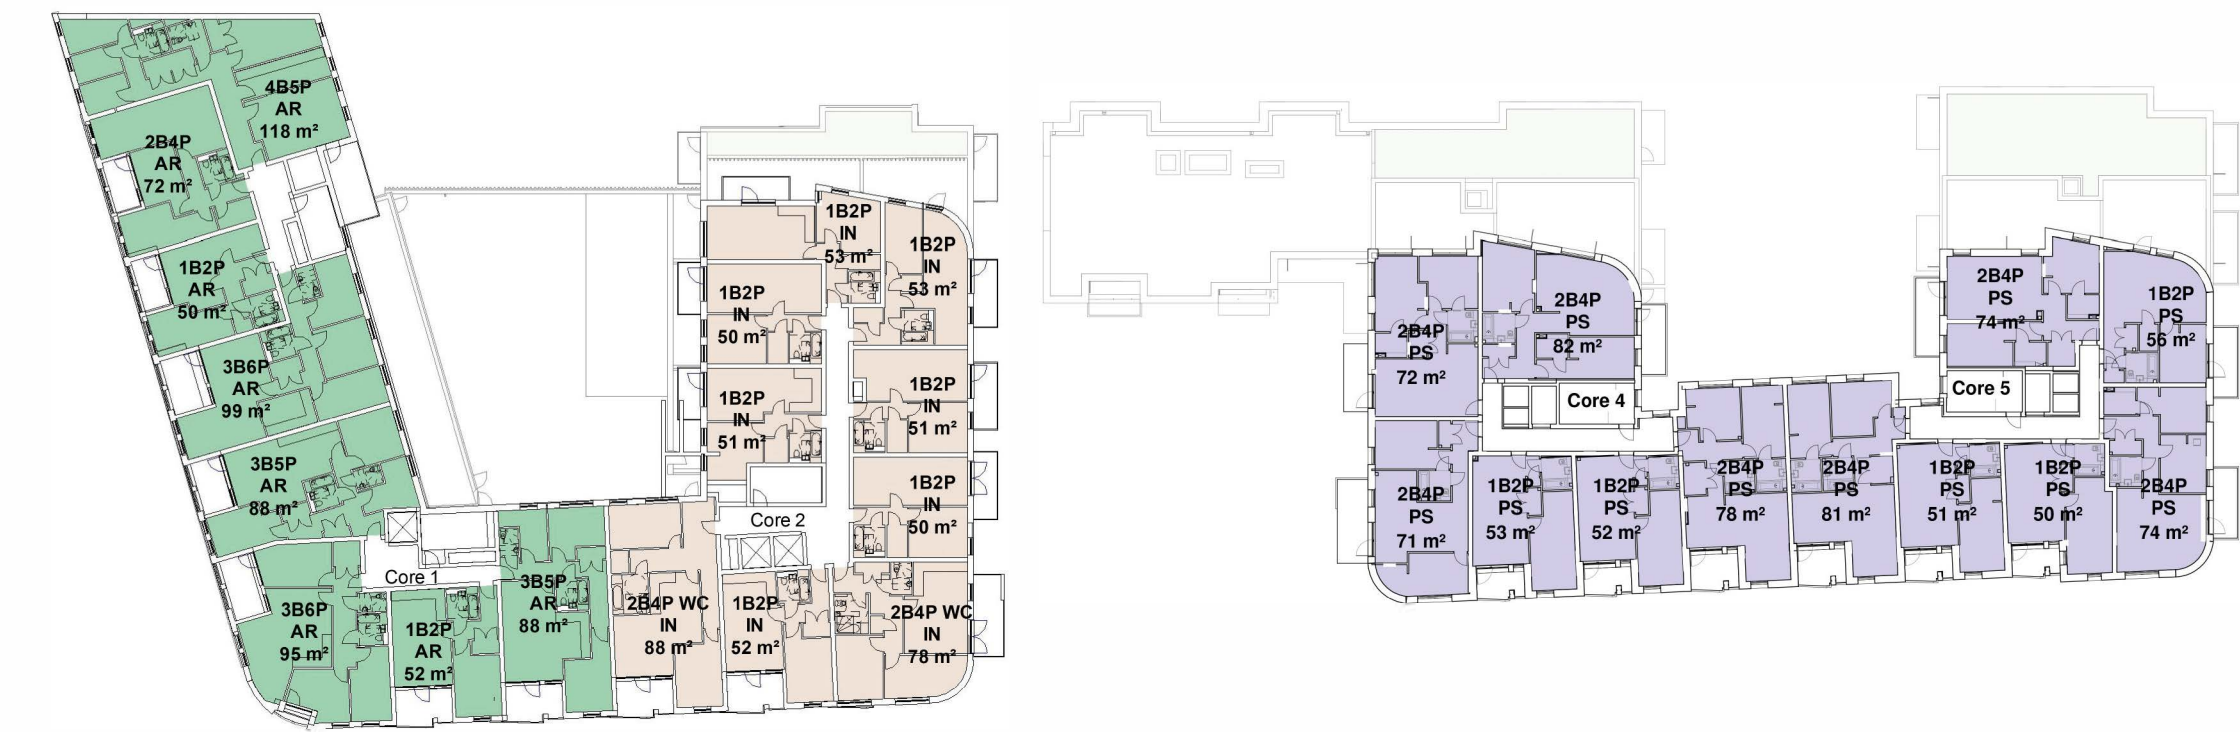 4B5P
AR
118 m²
2B4P
AR
72 m²
1B2P
AR
50 m²
3B6P
AR
99 m²
3B5P
AR
88 m²
3B6P
AR
95 m²
Core 1
1B2P
AR
52 m²
3B5P
AR
88 m²
2B4P WC
IN
88 m²
1B2P
IN
52 m²
2B4P WC
IN
78 m²
Core 2
1B2P
IN
53 m²
1B2P
IN
53 m²
1B2P
IN
50 m²
1B2P
IN
51 m²
1B2P
IN
51 m²
1B2P
IN
50 m²
2B4P
PS
72 m²
2B4P
PS
82 m²
Core 4
2B4P
PS
71 m²
1B2P
PS
53 m²
1B2P
PS
52 m²
2B4P
PS
78 m²
2B4P
PS
81 m²
1B2P
PS
51 m²
1B2P
PS
50 m²
2B4P
PS
74 m²
Core 5
2B4P
PS
74 m²
1B2P
PS
56 m²